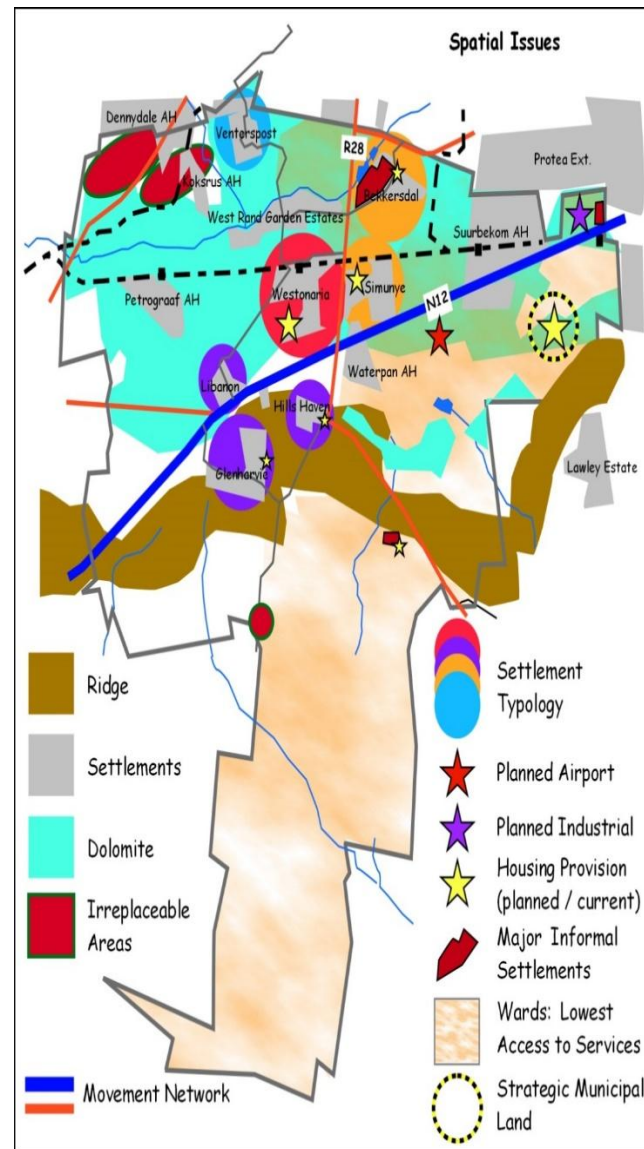 Spatial Issues
Dennydale AH
Ventorspost
R28
Protea Ext.
Koksrus AH
Bekkersdal
West Rand Garden Estates
Suurbekom AH
Petrograaf AH
Westonaria
Simunye
N12
Waterpan AH
Libanon
Hills Haven
Glenharvie
Lawley Estate
Ridge
Settlements
Dolomite
Irreplaceable
Areas
Movement Network
Settlement
Typology
Planned Airport
Planned Industrial
Housing Provision
(planned / current)
Major Informal
Settlements
Wards: Lowest
Access to Services
Strategic Municipal
Land